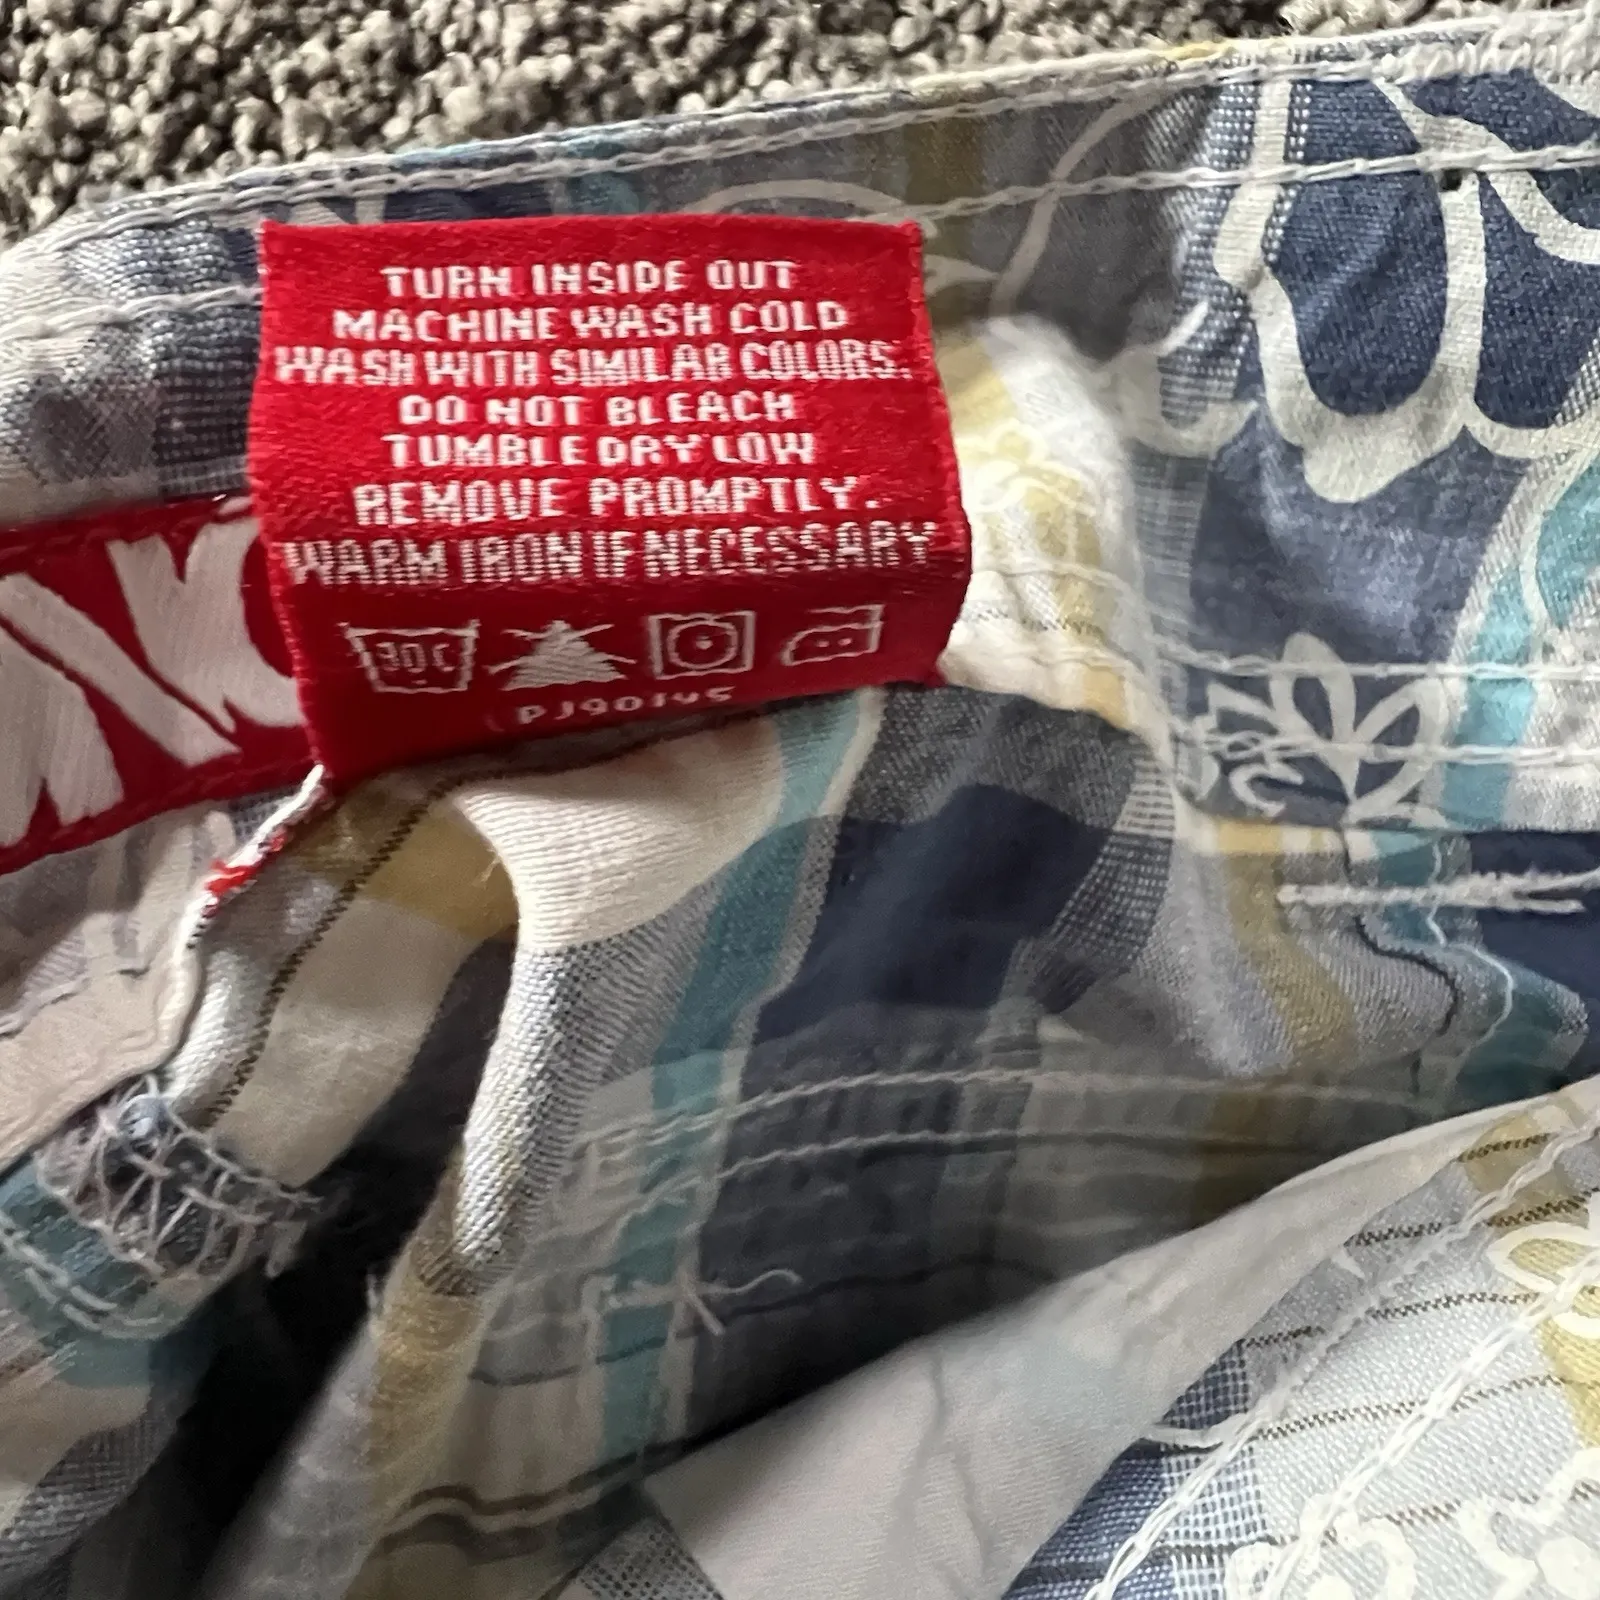 TURN INSIDE OUT
MACHINE WASH COLD
WASH WITH SIMILAR COLORS.
DO NOT BLEACH
TUMBLE DRY LOW
REMOVE PROMPTLY.
WARM IRON IF NECESSARY
30C
PJ90JV5